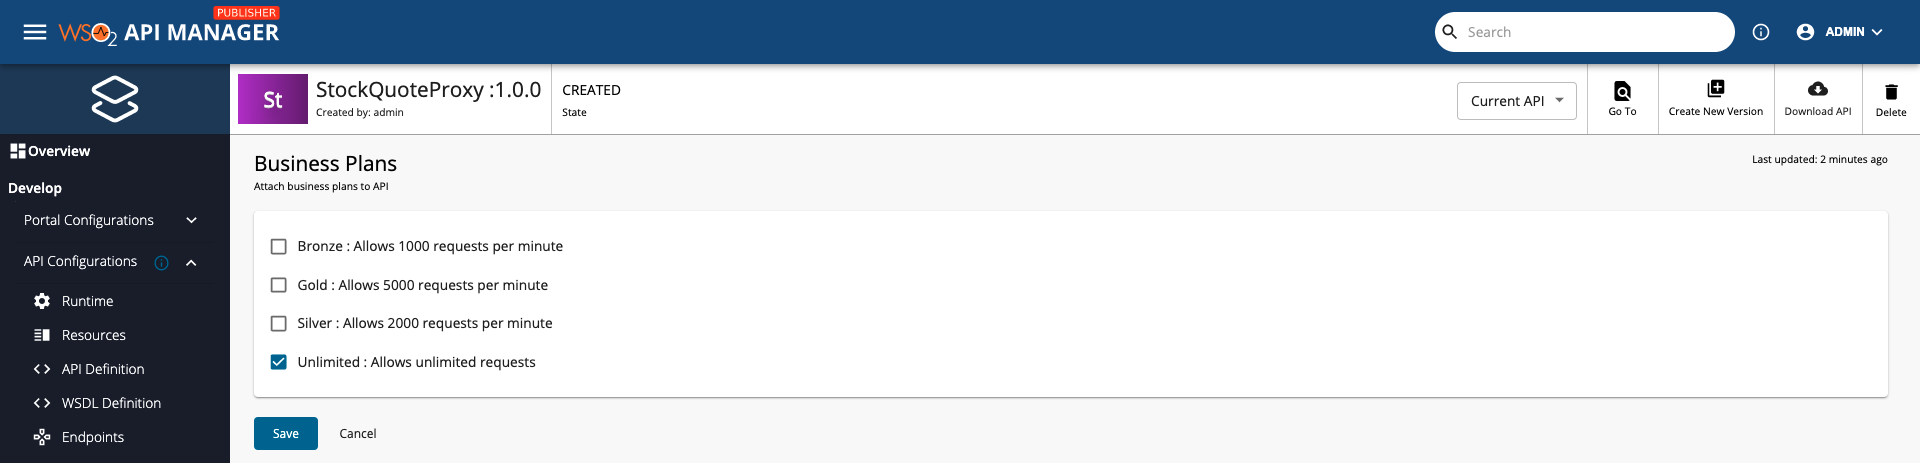 PUBLISHER
WSO2 API MANAGER
Search
ADMIN
St
StockQuoteProxy :1.0.0
Created by: admin
CREATED
State
Current API
Go To
Create New Version
Download API
Delete
Overview
Develop
Portal Configurations
API Configurations
Runtime
Resources
API Definition
WSDL Definition
Endpoints
Business Plans
Attach business plans to API
Last updated: 2 minutes ago
Bronze : Allows 1000 requests per minute
Gold : Allows 5000 requests per minute
Silver : Allows 2000 requests per minute
Unlimited : Allows unlimited requests
Save
Cancel